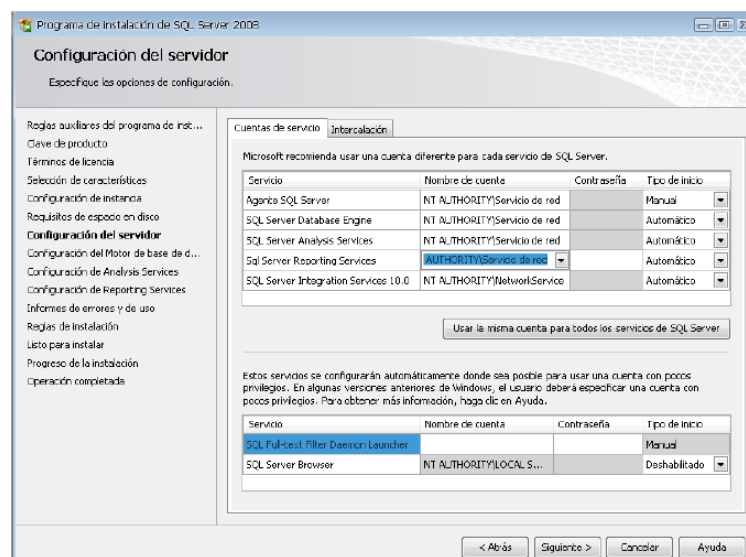 Programa de instalación de SQL Server 2008
Configuración del servidor
Especifique las opciones de configuración.
Reglas auxiliares del programa de inst...
Clave de producto
Términos de licencia
Selección de características
Configuración de instancia
Requisitos de espacio en disco
Configuración del servidor
Configuración del Motor de base de d...
Configuración de Analysis Services
Configuración de Reporting Services
Informes de errores y de uso
Reglas de instalación
Listo para instalar
Progreso de la instalación
Operación completada
Cuentas de servicio Intercalación
Microsoft recomienda usar una cuenta diferente para cada servicio de SQL Server.
Servicio Nombre de cuenta Contraseña Tipo de inicio
Agente SQL Server NT AUTHORITY\Servicio de red Manual
SQL Server Database Engine NT AUTHORITY\Servicio de red Automático
SQL Server Analysis Services NT AUTHORITY\Servicio de red Automático
Sql Server Reporting Services AUTHORITY\Servicio de red Automático
SQL Server Integration Services 10.0 NT AUTHORITY\NetworkService Automático
Usar la misma cuenta para todos los servicios de SQL Server
Estos servicios se configurarán automáticamente donde sea posible para usar una cuenta con pocos
privilegios. En algunas versiones anteriores de Windows, el usuario deberá especificar una cuenta con
pocos privilegios. Para obtener más información, haga clic en Ayuda.
Servicio Nombre de cuenta Contraseña Tipo de inicio
SQL Full-text Filter Daemon Launcher Manual
SQL Server Browser NT AUTHORITY\LOCAL S... Deshabilitado
< Atrás Siguiente > Cancelar Ayuda